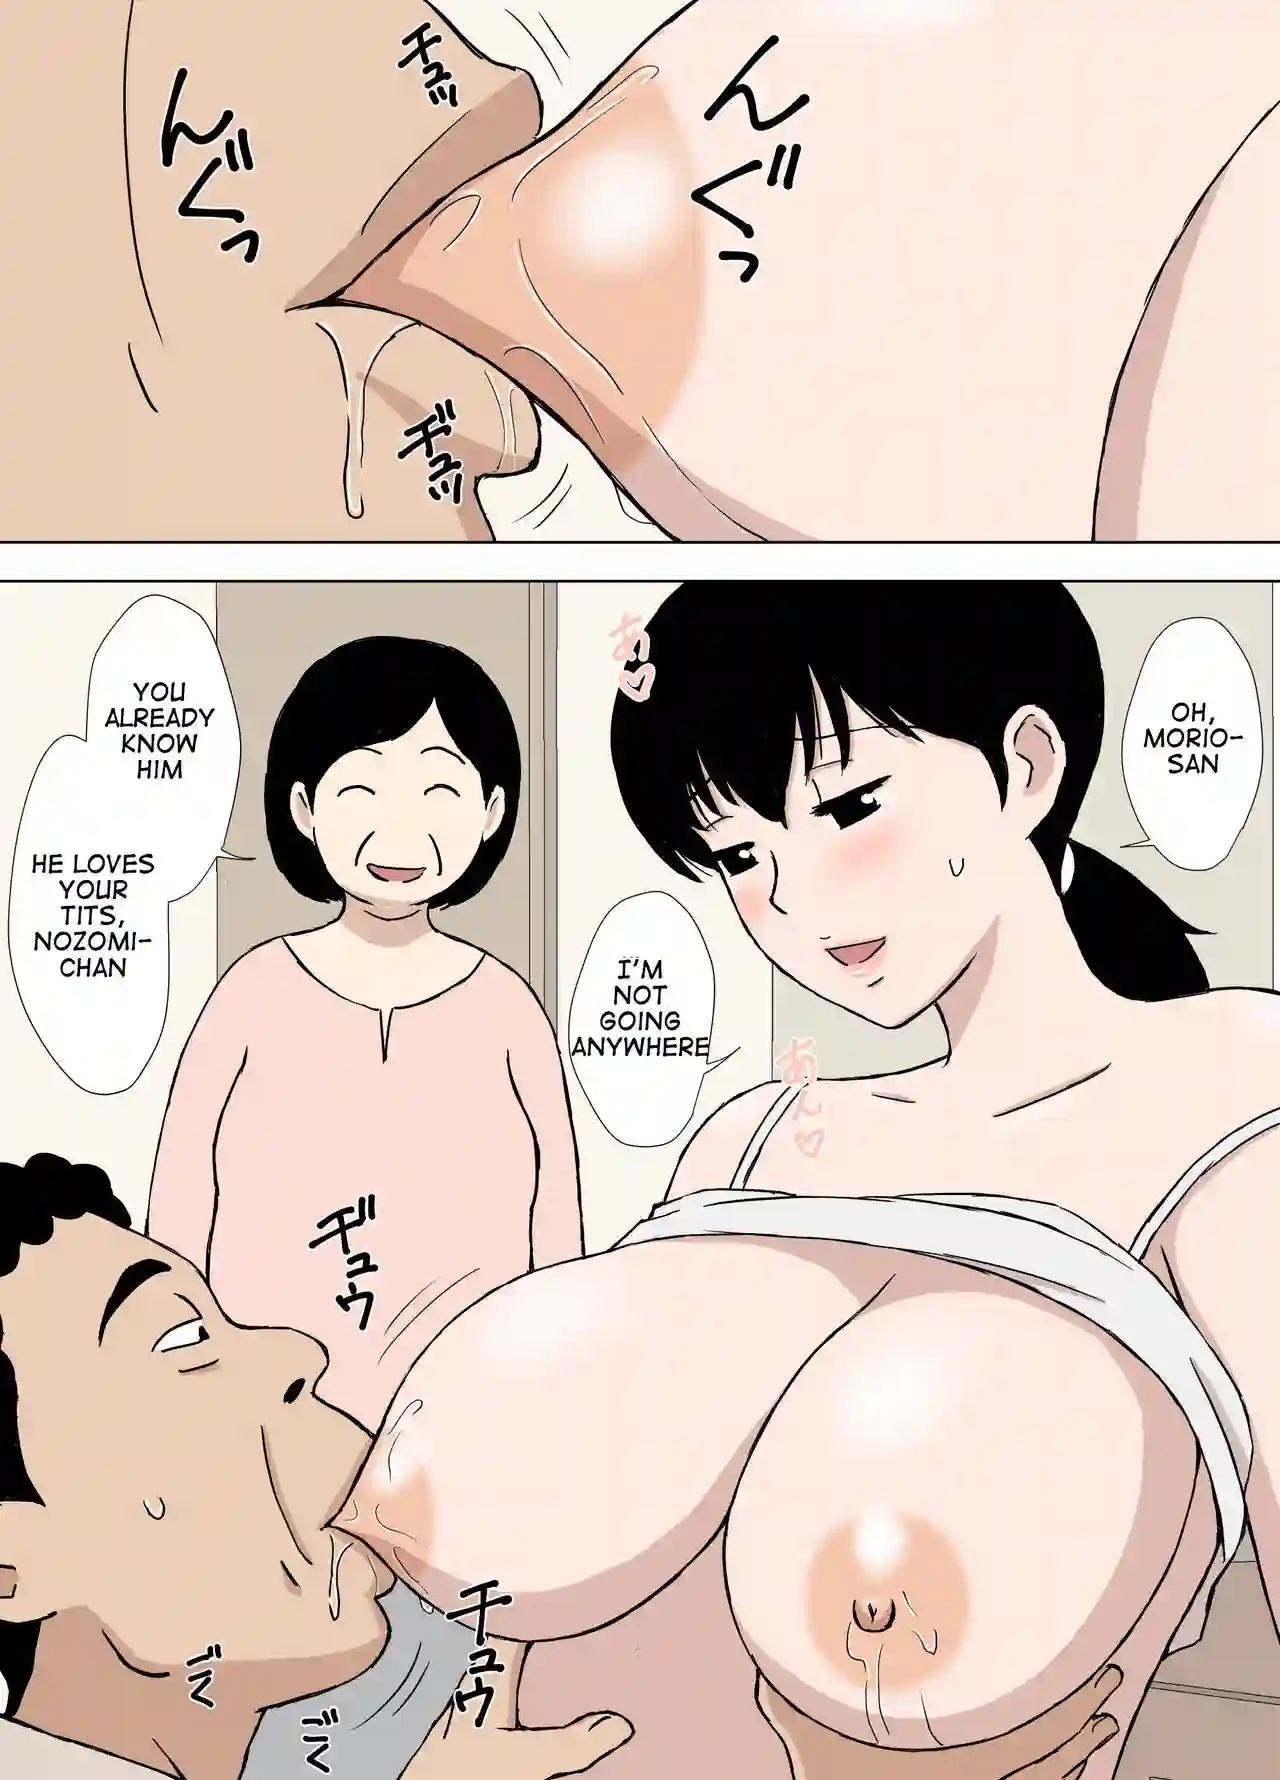 チュッ
んぐっ
んぐっ
ヂュッ
あ♡
OH,
MORIO-
SAN
YOU
ALREADY
KNOW
HIM
HE LOVES
YOUR
TITS,
NOZOMI-
CHAN
I'M
NOT
GOING
ANYWHERE
あん♡
ヂュウ
チュウ
ごく
ごく